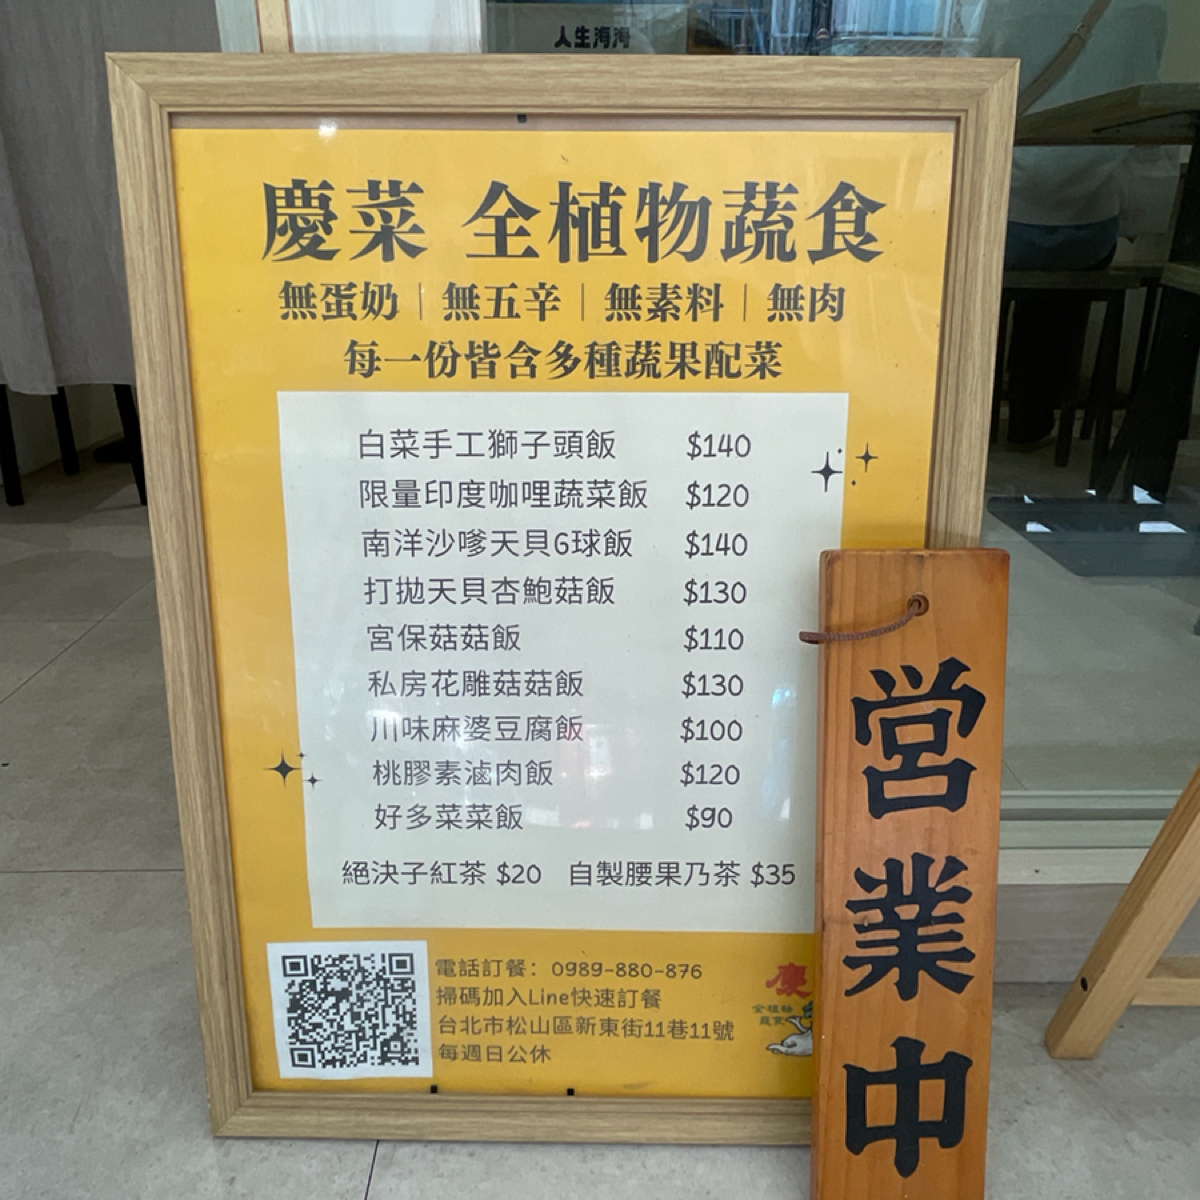 人生海海
慶菜 全植物蔬食
無蛋奶｜無五辛｜無素料｜無肉
每一份皆含多種蔬果配菜
白菜手工獅子頭飯 $140
限量印度咖哩蔬菜飯 $120
南洋沙嗲天貝G球飯 $140
打拋天貝杏鮑菇飯 $130
宮保菇菇飯 $110
私房花雕菇菇飯 $130
川味麻婆豆腐飯 $100
桃膠素滷肉飯 $120
好多菜菜飯 $90
絕決子紅茶 $20 自製腰果乃茶 $35
電話訂餐：0989-880-876
掃碼加入Line快速訂餐
台北市松山區新東街11巷11號
每週日公休
慶
全植物
蔬食
営業中